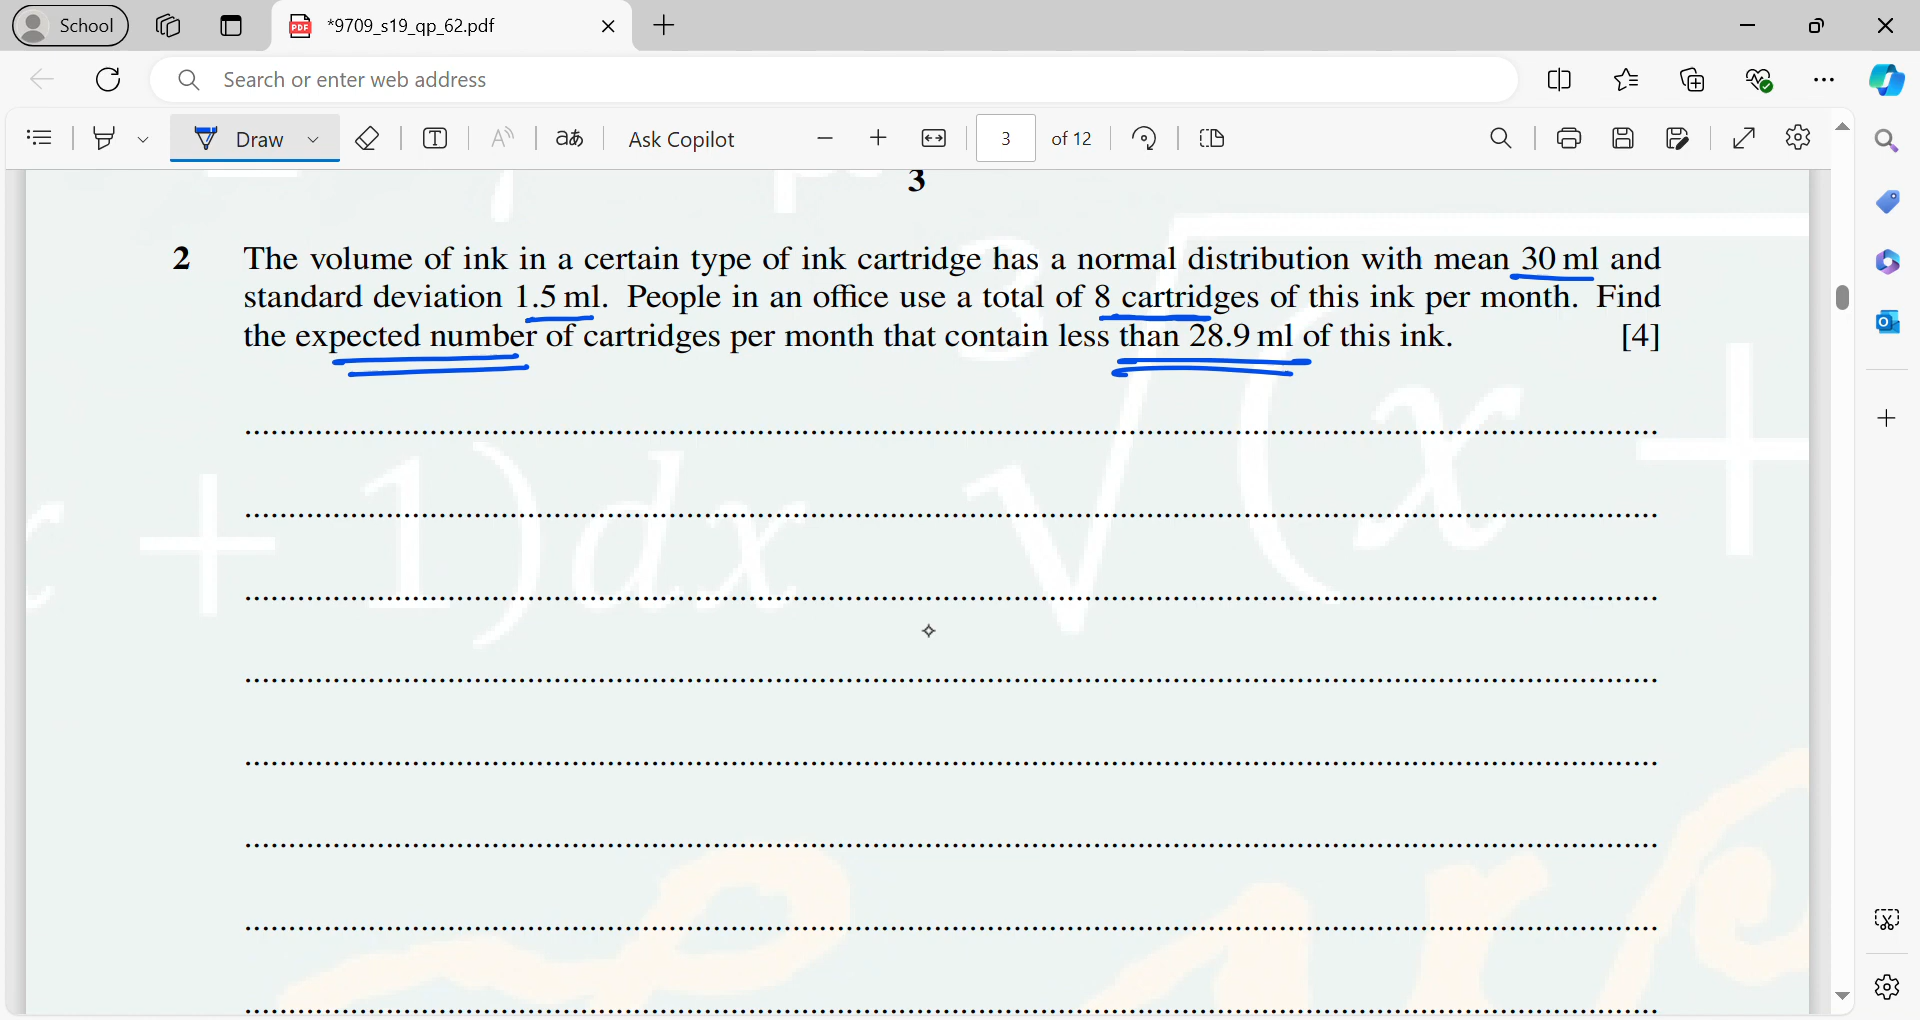 School
*9709_s19_qp_62.pdf
Search or enter web address
Draw
Ask Copilot
3
of 12
3
2 The volume of ink in a certain type of ink cartridge has a normal distribution with mean 30 ml and
standard deviation 1.5 ml. People in an office use a total of 8 cartridges of this ink per month. Find
the expected number of cartridges per month that contain less than 28.9 ml of this ink. [4]
+ 1)dx √(x +